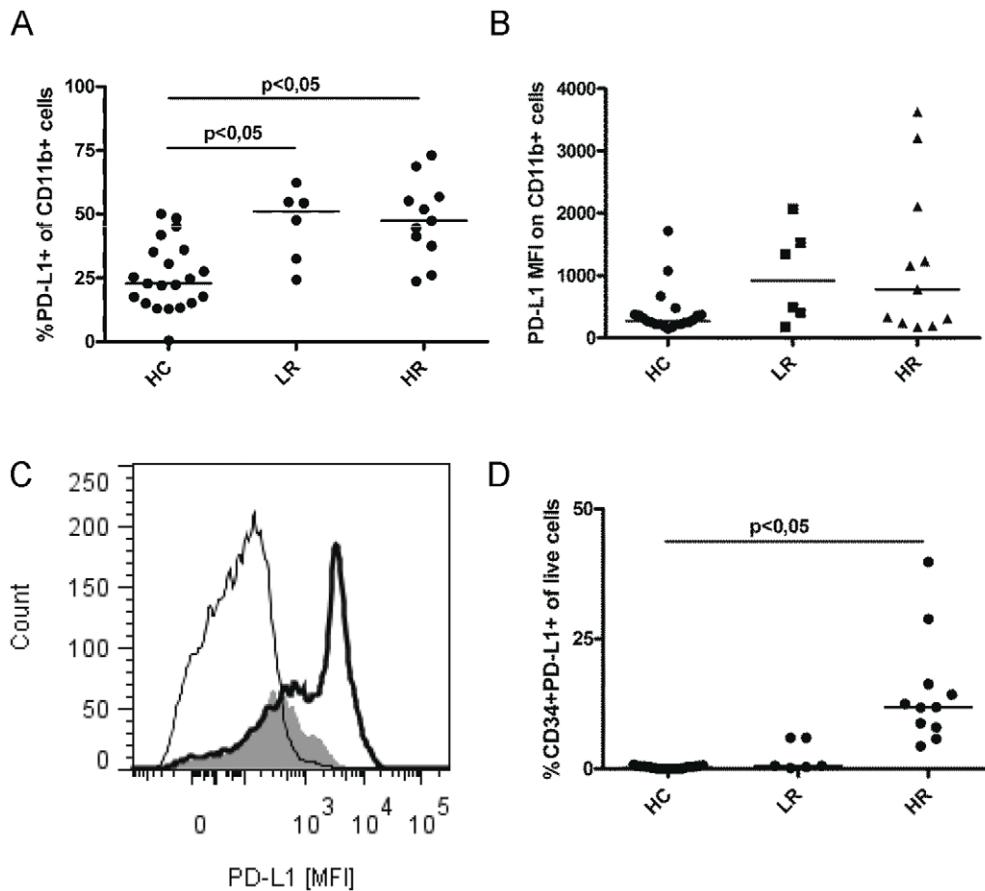 A
%PD-L1+ of CD11b+ cells
100
75
50
25
0
p<0,05
p<0,05
HC
LR
HR
B
PD-L1 MFI on CD11b+ cells
4000
3000
2000
1000
0
HC
LR
HR
C
Count
250
200
150
100
50
0
0
10³
10⁴
10⁵
PD-L1 [MFI]
D
%CD34+PD-L1+ of live cells
50
25
0
p<0,05
HC
LR
HR